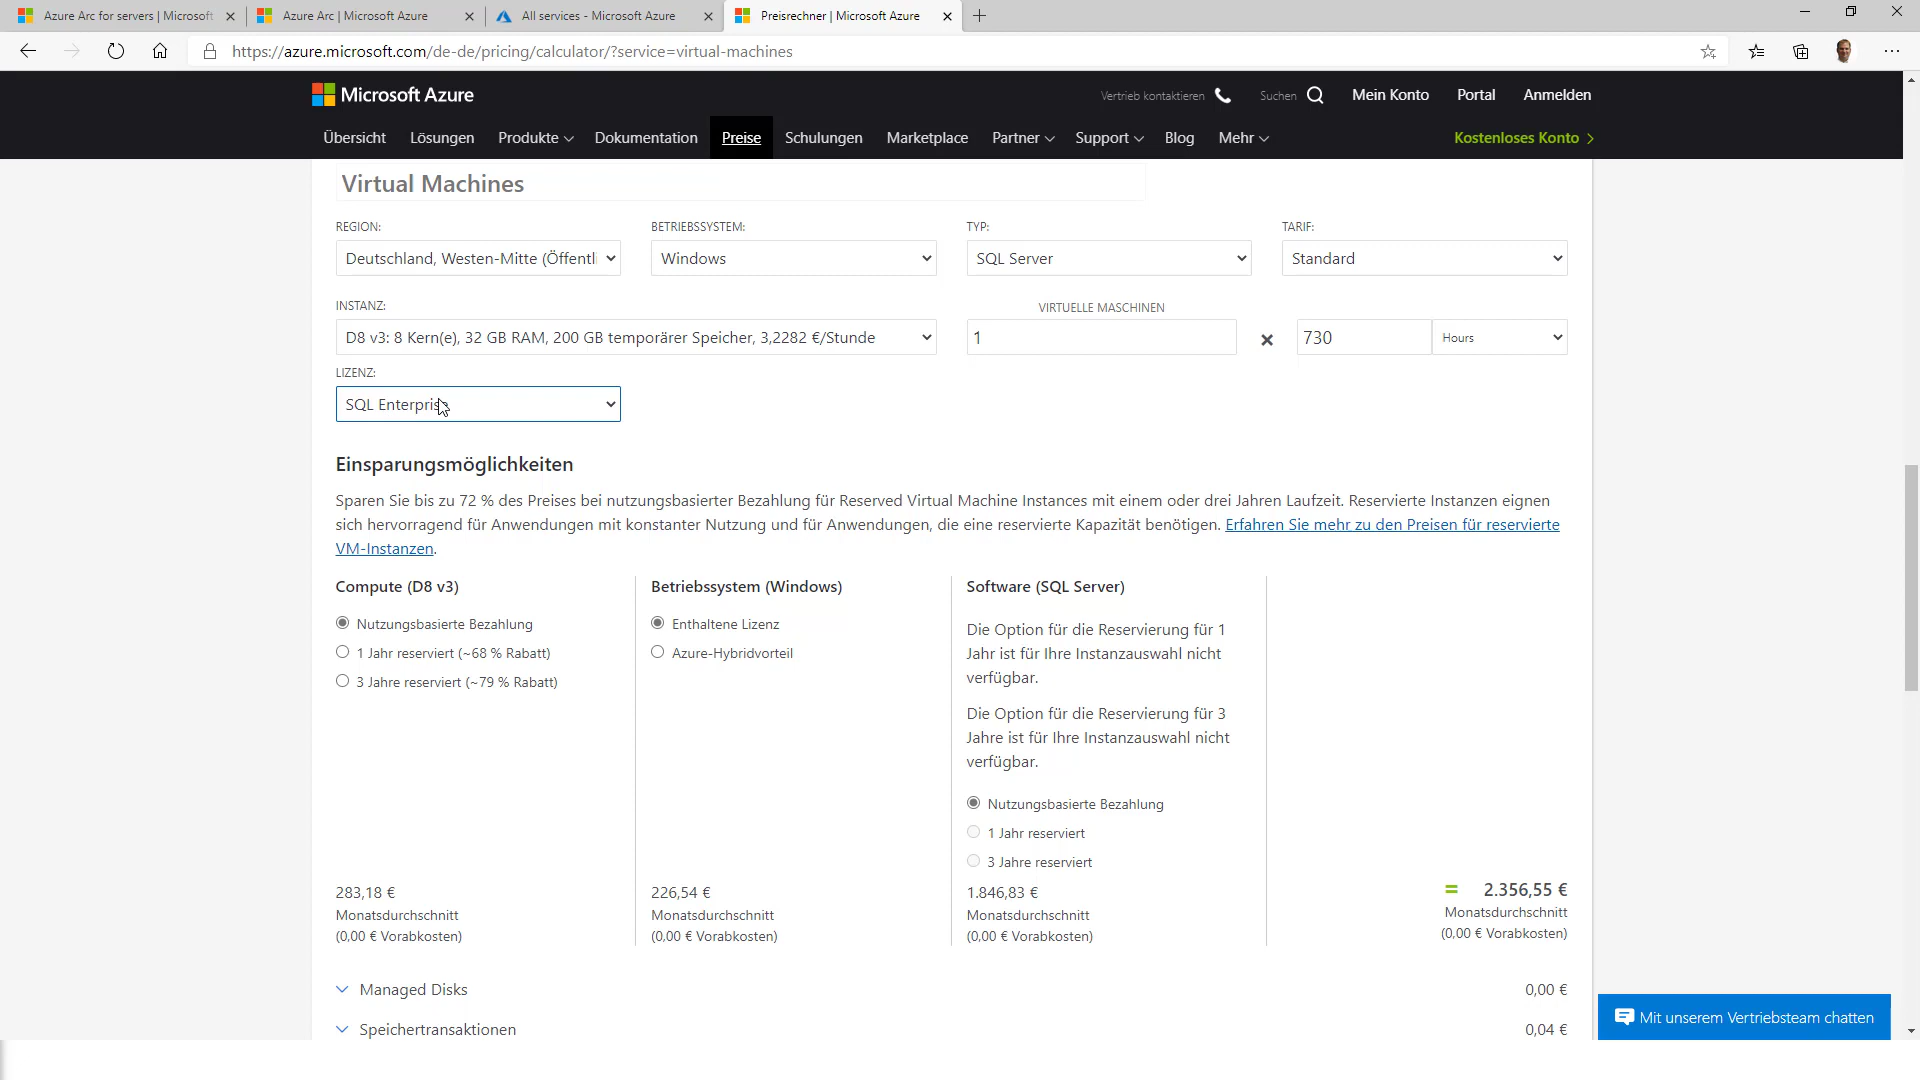 Azure Arc for servers | Microsoft
Azure Arc | Microsoft Azure
All services - Microsoft Azure
Preisrechner | Microsoft Azure
https://azure.microsoft.com/de-de/pricing/calculator/?service=virtual-machines
Microsoft Azure
Vertrieb kontaktieren
Suchen
Mein Konto
Portal
Anmelden
Übersicht
Lösungen
Produkte
Dokumentation
Preise
Schulungen
Marketplace
Partner
Support
Blog
Mehr
Kostenloses Konto
Virtual Machines
REGION:
BETRIEBSSYSTEM:
TYP:
TARIF:
Deutschland, Westen-Mitte (Öffentli
Windows
SQL Server
Standard
INSTANZ:
VIRTUELLE MASCHINEN
D8 v3: 8 Kern(e), 32 GB RAM, 200 GB temporärer Speicher, 3,2282 €/Stunde
1
730
Hours
LIZENZ:
SQL Enterprise
Einsparungsmöglichkeiten
Sparen Sie bis zu 72 % des Preises bei nutzungsbasierter Bezahlung für Reserved Virtual Machine Instances mit einem oder drei Jahren Laufzeit. Reservierte Instanzen eignen
sich hervorragend für Anwendungen mit konstanter Nutzung und für Anwendungen, die eine reservierte Kapazität benötigen. Erfahren Sie mehr zu den Preisen für reservierte
VM-Instanzen.
Compute (D8 v3)
Nutzungsbasierte Bezahlung
1 Jahr reserviert (~68 % Rabatt)
3 Jahre reserviert (~79 % Rabatt)
283,18 €
Monatsdurchschnitt
(0,00 € Vorabkosten)
Betriebssystem (Windows)
Enthaltene Lizenz
Azure-Hybridvorteil
226,54 €
Monatsdurchschnitt
(0,00 € Vorabkosten)
Software (SQL Server)
Die Option für die Reservierung für 1
Jahr ist für Ihre Instanzauswahl nicht
verfügbar.
Die Option für die Reservierung für 3
Jahre ist für Ihre Instanzauswahl nicht
verfügbar.
Nutzungsbasierte Bezahlung
1 Jahr reserviert
3 Jahre reserviert
1.846,83 €
Monatsdurchschnitt
(0,00 € Vorabkosten)
= 2.356,55 €
Monatsdurchschnitt
(0,00 € Vorabkosten)
Managed Disks
0,00 €
Speichertransaktionen
0,04 €
Mit unserem Vertriebsteam chatten